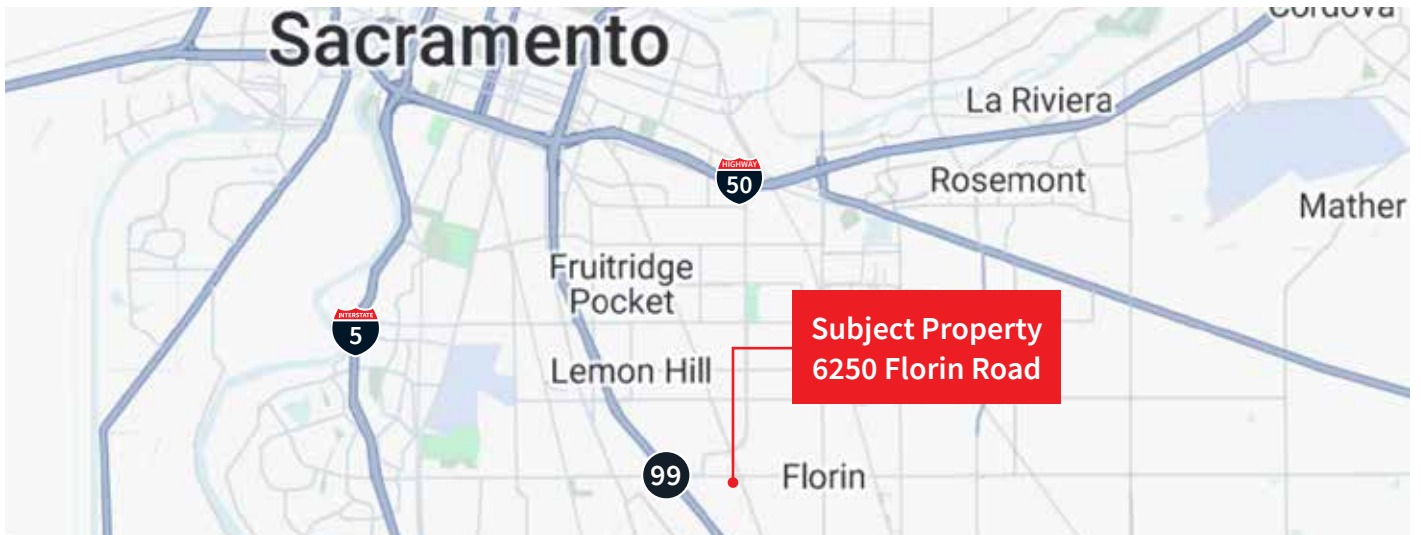 Cordova
Sacramento
La Riviera
HIGHWAY
50
Rosemont
Mather
Fruitridge
Pocket
INTERSTATE
5
Subject Property
6250 Florin Road
Lemon Hill
99
Florin